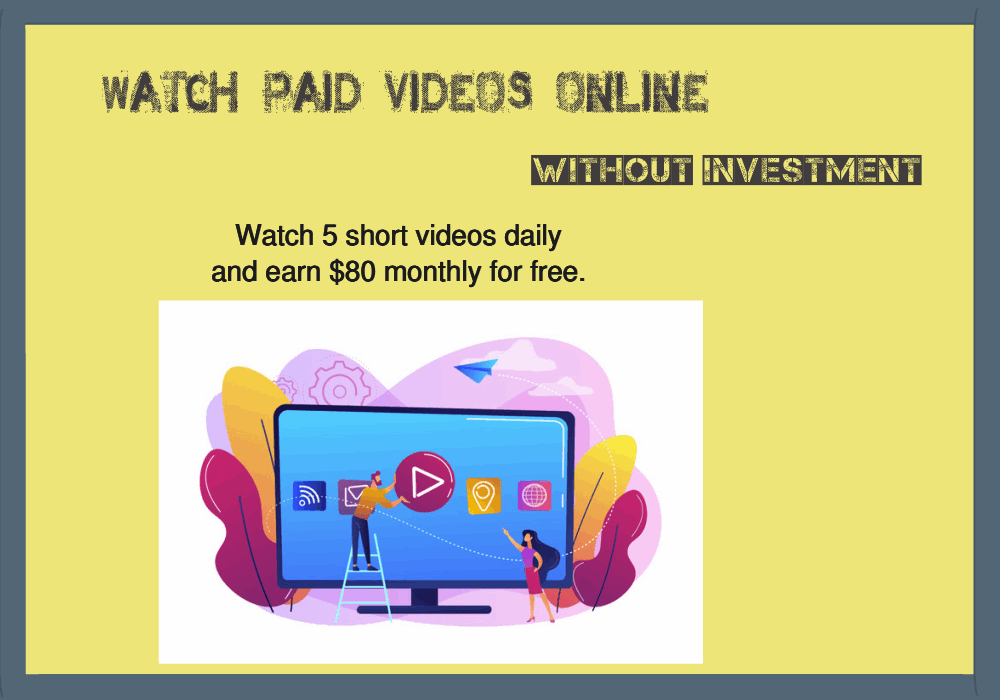 WATCH PAID VIDEOS ONLINE
WITHOUT INVESTMENT
Watch 5 short videos daily
and earn $80 monthly for free.